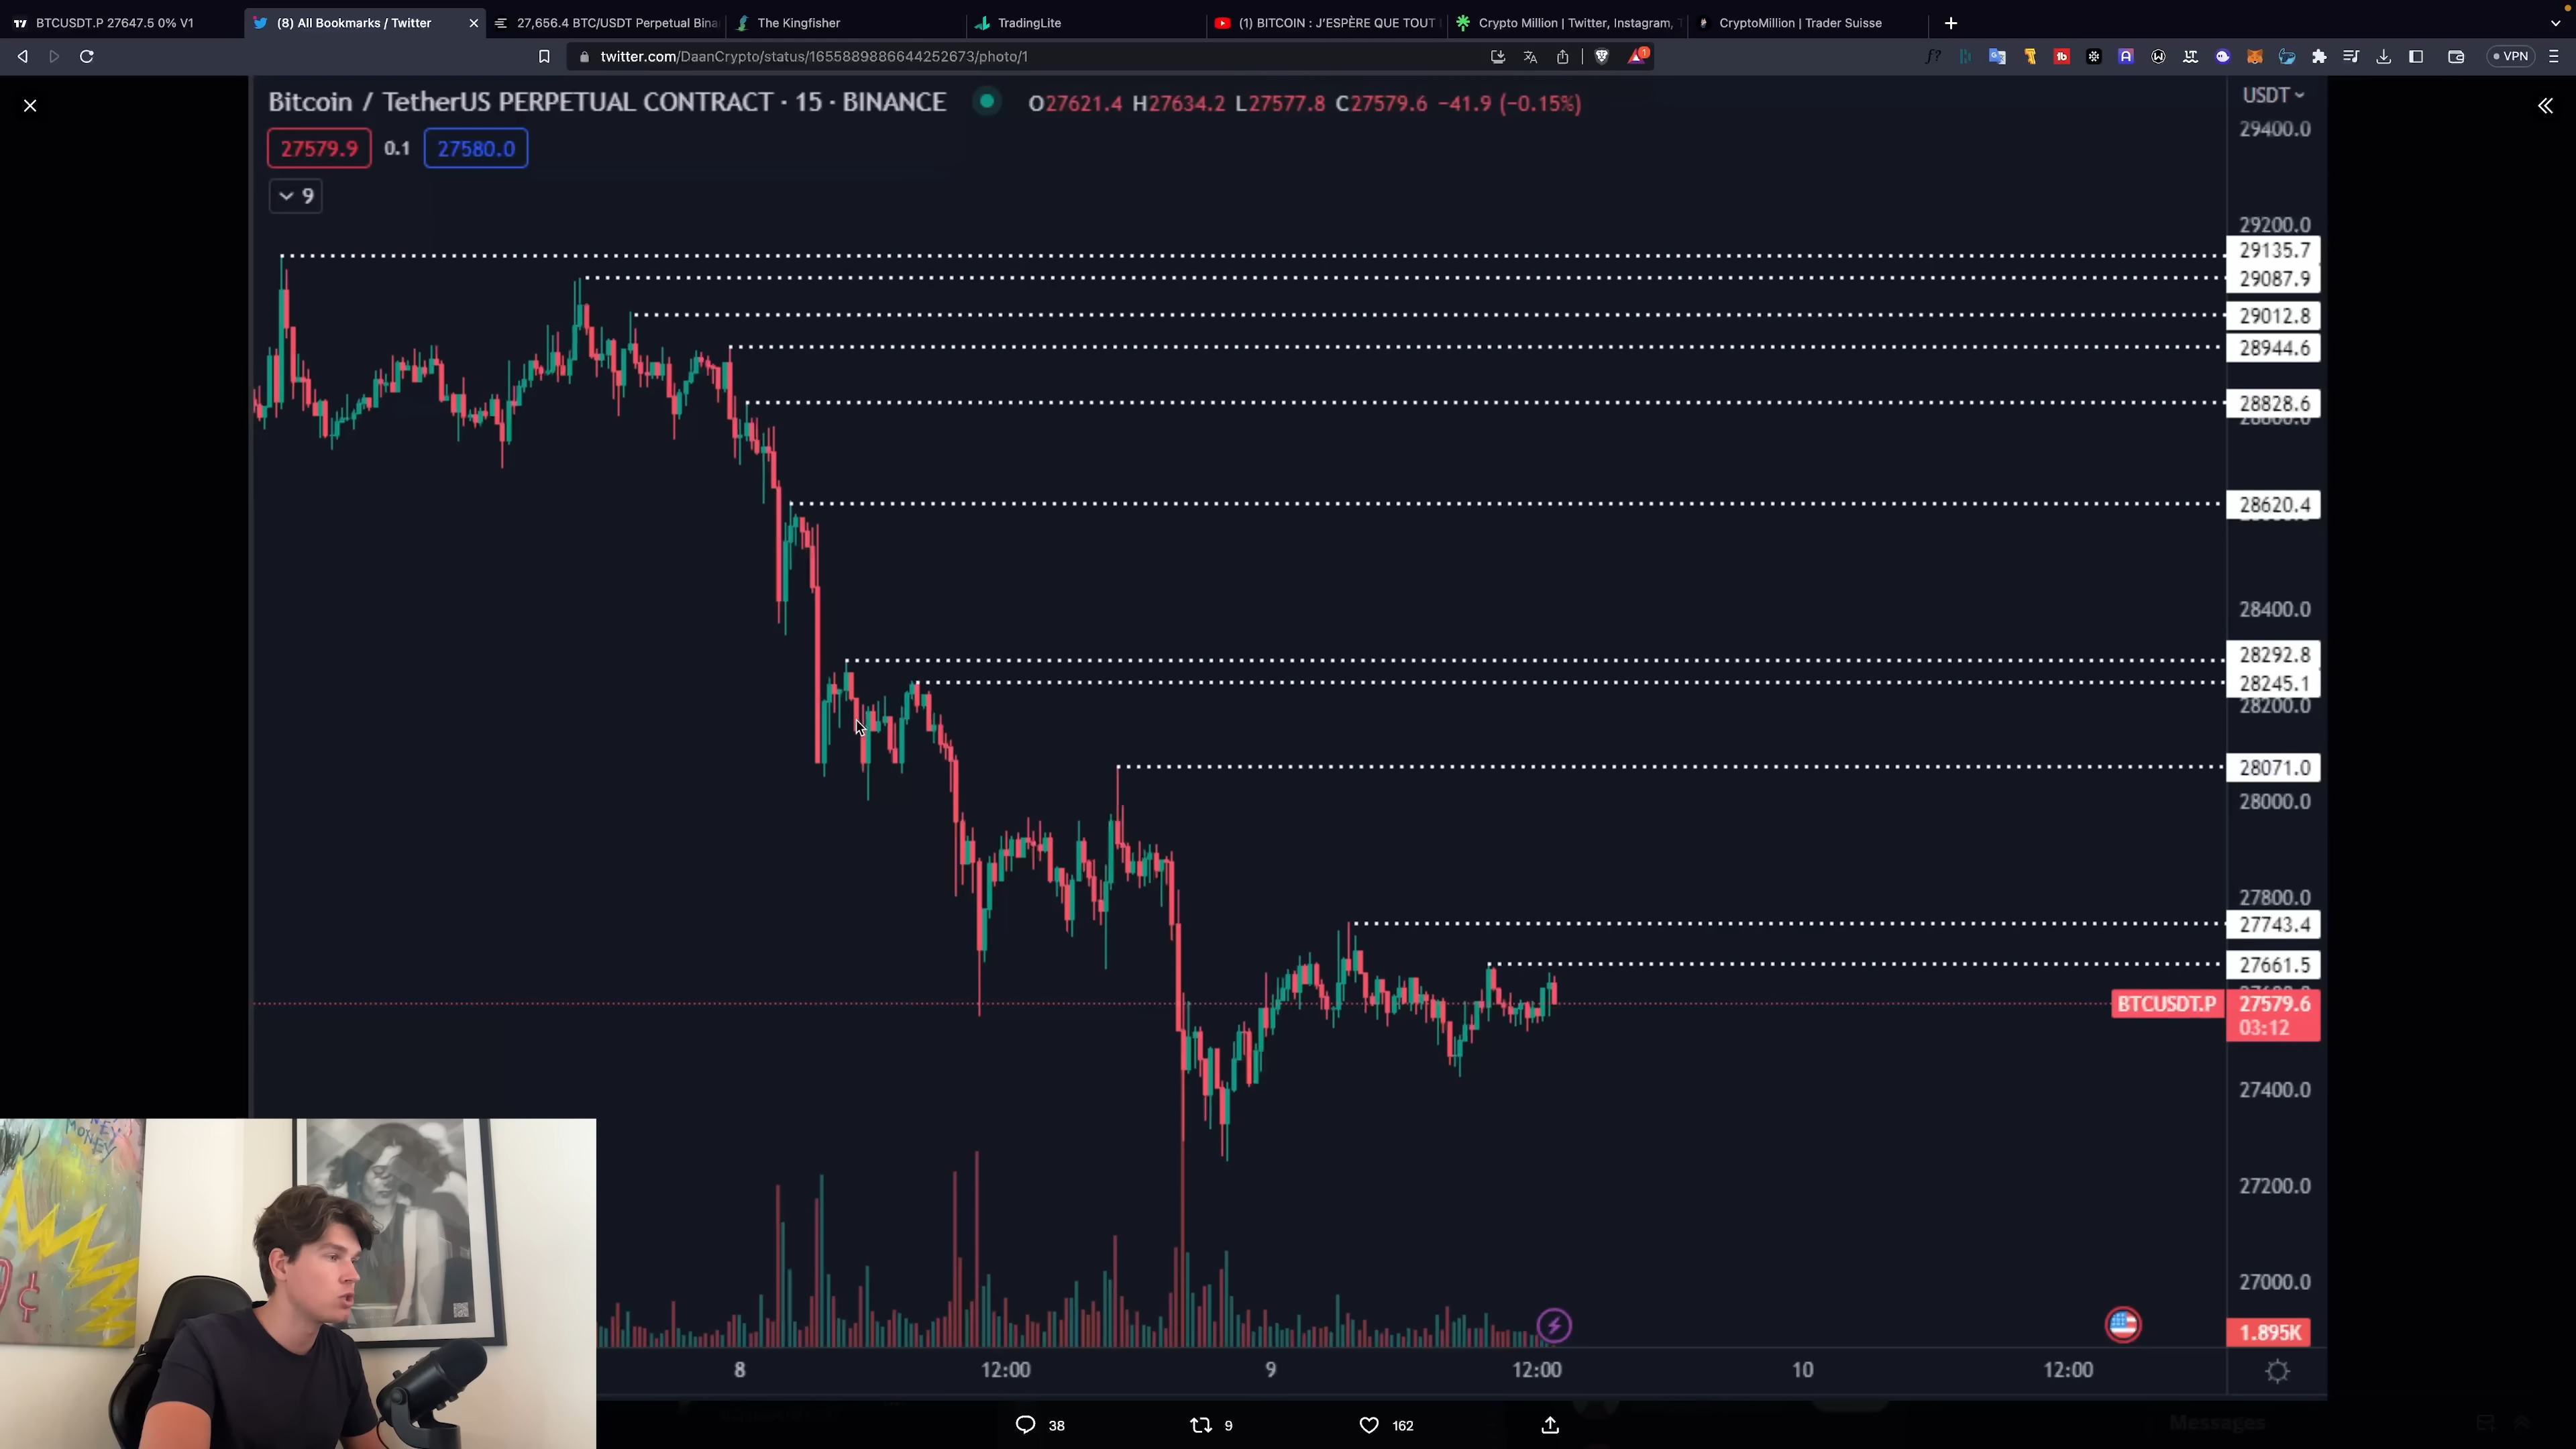 BTCUSDT.P 27647.5 0% V1
(8) All Bookmarks / Twitter
27,656.4 BTC/USDT Perpetual Bina
The Kingfisher
TradingLite
(1) BITCOIN : J'ESPÈRE QUE TOUT
Crypto Million | Twitter, Instagram,
CryptoMillion | Trader Suisse
twitter.com/DaanCrypto/status/1655889886644252673/photo/1
1
VPN
Bitcoin / TetherUS PERPETUAL CONTRACT · 15 · BINANCE
O27621.4 H27634.2 L27577.8 C27579.6 −41.9 (−0.15%)
USDT
27579.9 0.1 27580.0
9
29400.0
29200.0
29135.7
29087.9
29012.8
28944.6
28828.6
28800.0
28620.4
28400.0
28292.8
28245.1
28200.0
28071.0
28000.0
27800.0
27743.4
27661.5
BTCUSDT.P 27579.6
03:12
27400.0
27200.0
27000.0
1.895K
8 12:00 9 12:00 10 12:00
MONEY
38 9 162
Messages